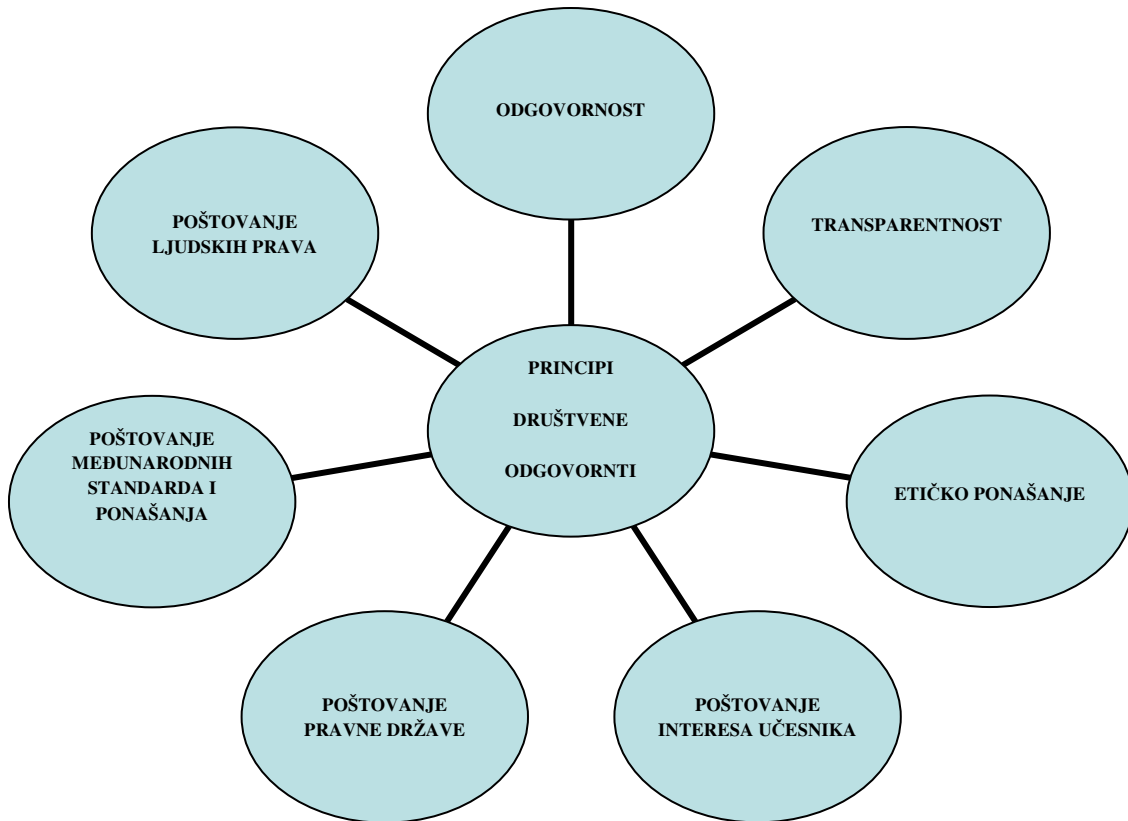 ODGOVORNOST
TRANSPARENTNOST
POŠTOVANJE
LJUDSKIH PRAVA
PRINCIPI
DRUŠTVENE
ODGOVORNTI
POŠTOVANJE
MEĐUNARODNIH
STANDARDA I
PONAŠANJA
ETIČKO PONAŠANJE
POŠTOVANJE
PRAVNE DRŽAVE
POŠTOVANJE
INTERESA UČESNIKA